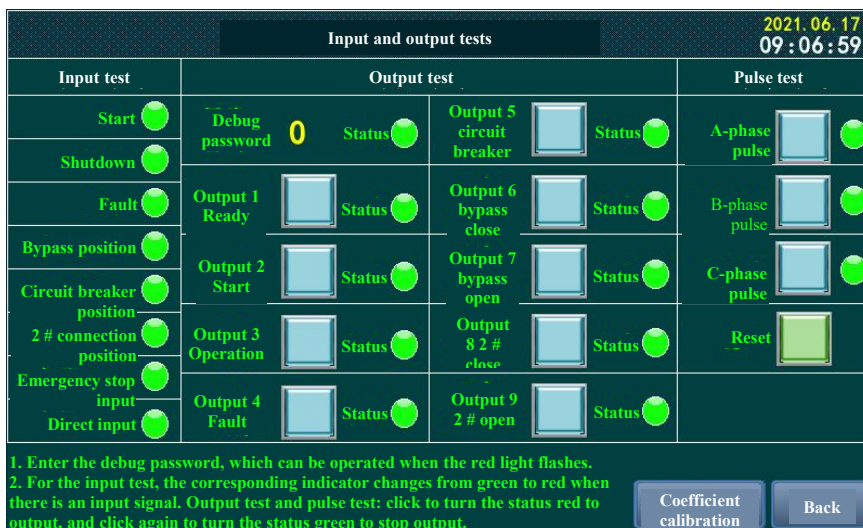 Input and output tests
2021.06.17
09:06:59
Input test
Output test
Pulse test
Start
Shutdown
Fault
Bypass position
Circuit breaker
position
2 # connection
position
Emergency stop
input
Direct input
Debug
password
0
Status
Output 1
Ready
Status
Output 2
Start
Status
Output 3
Operation
Status
Output 4
Fault
Status
Output 5
circuit
breaker
Status
Output 6
bypass
close
Status
Output 7
bypass
open
Status
Output
8 2 #
close
Status
Output 9
2 # open
Status
A-phase
pulse
B-phase
pulse
C-phase
pulse
Reset
1. Enter the debug password, which can be operated when the red light flashes.
2. For the input test, the corresponding indicator changes from green to red when
there is an input signal. Output test and pulse test: click to turn the status red to
output, and click again to turn the status green to stop output.
Coefficient
calibration
Back